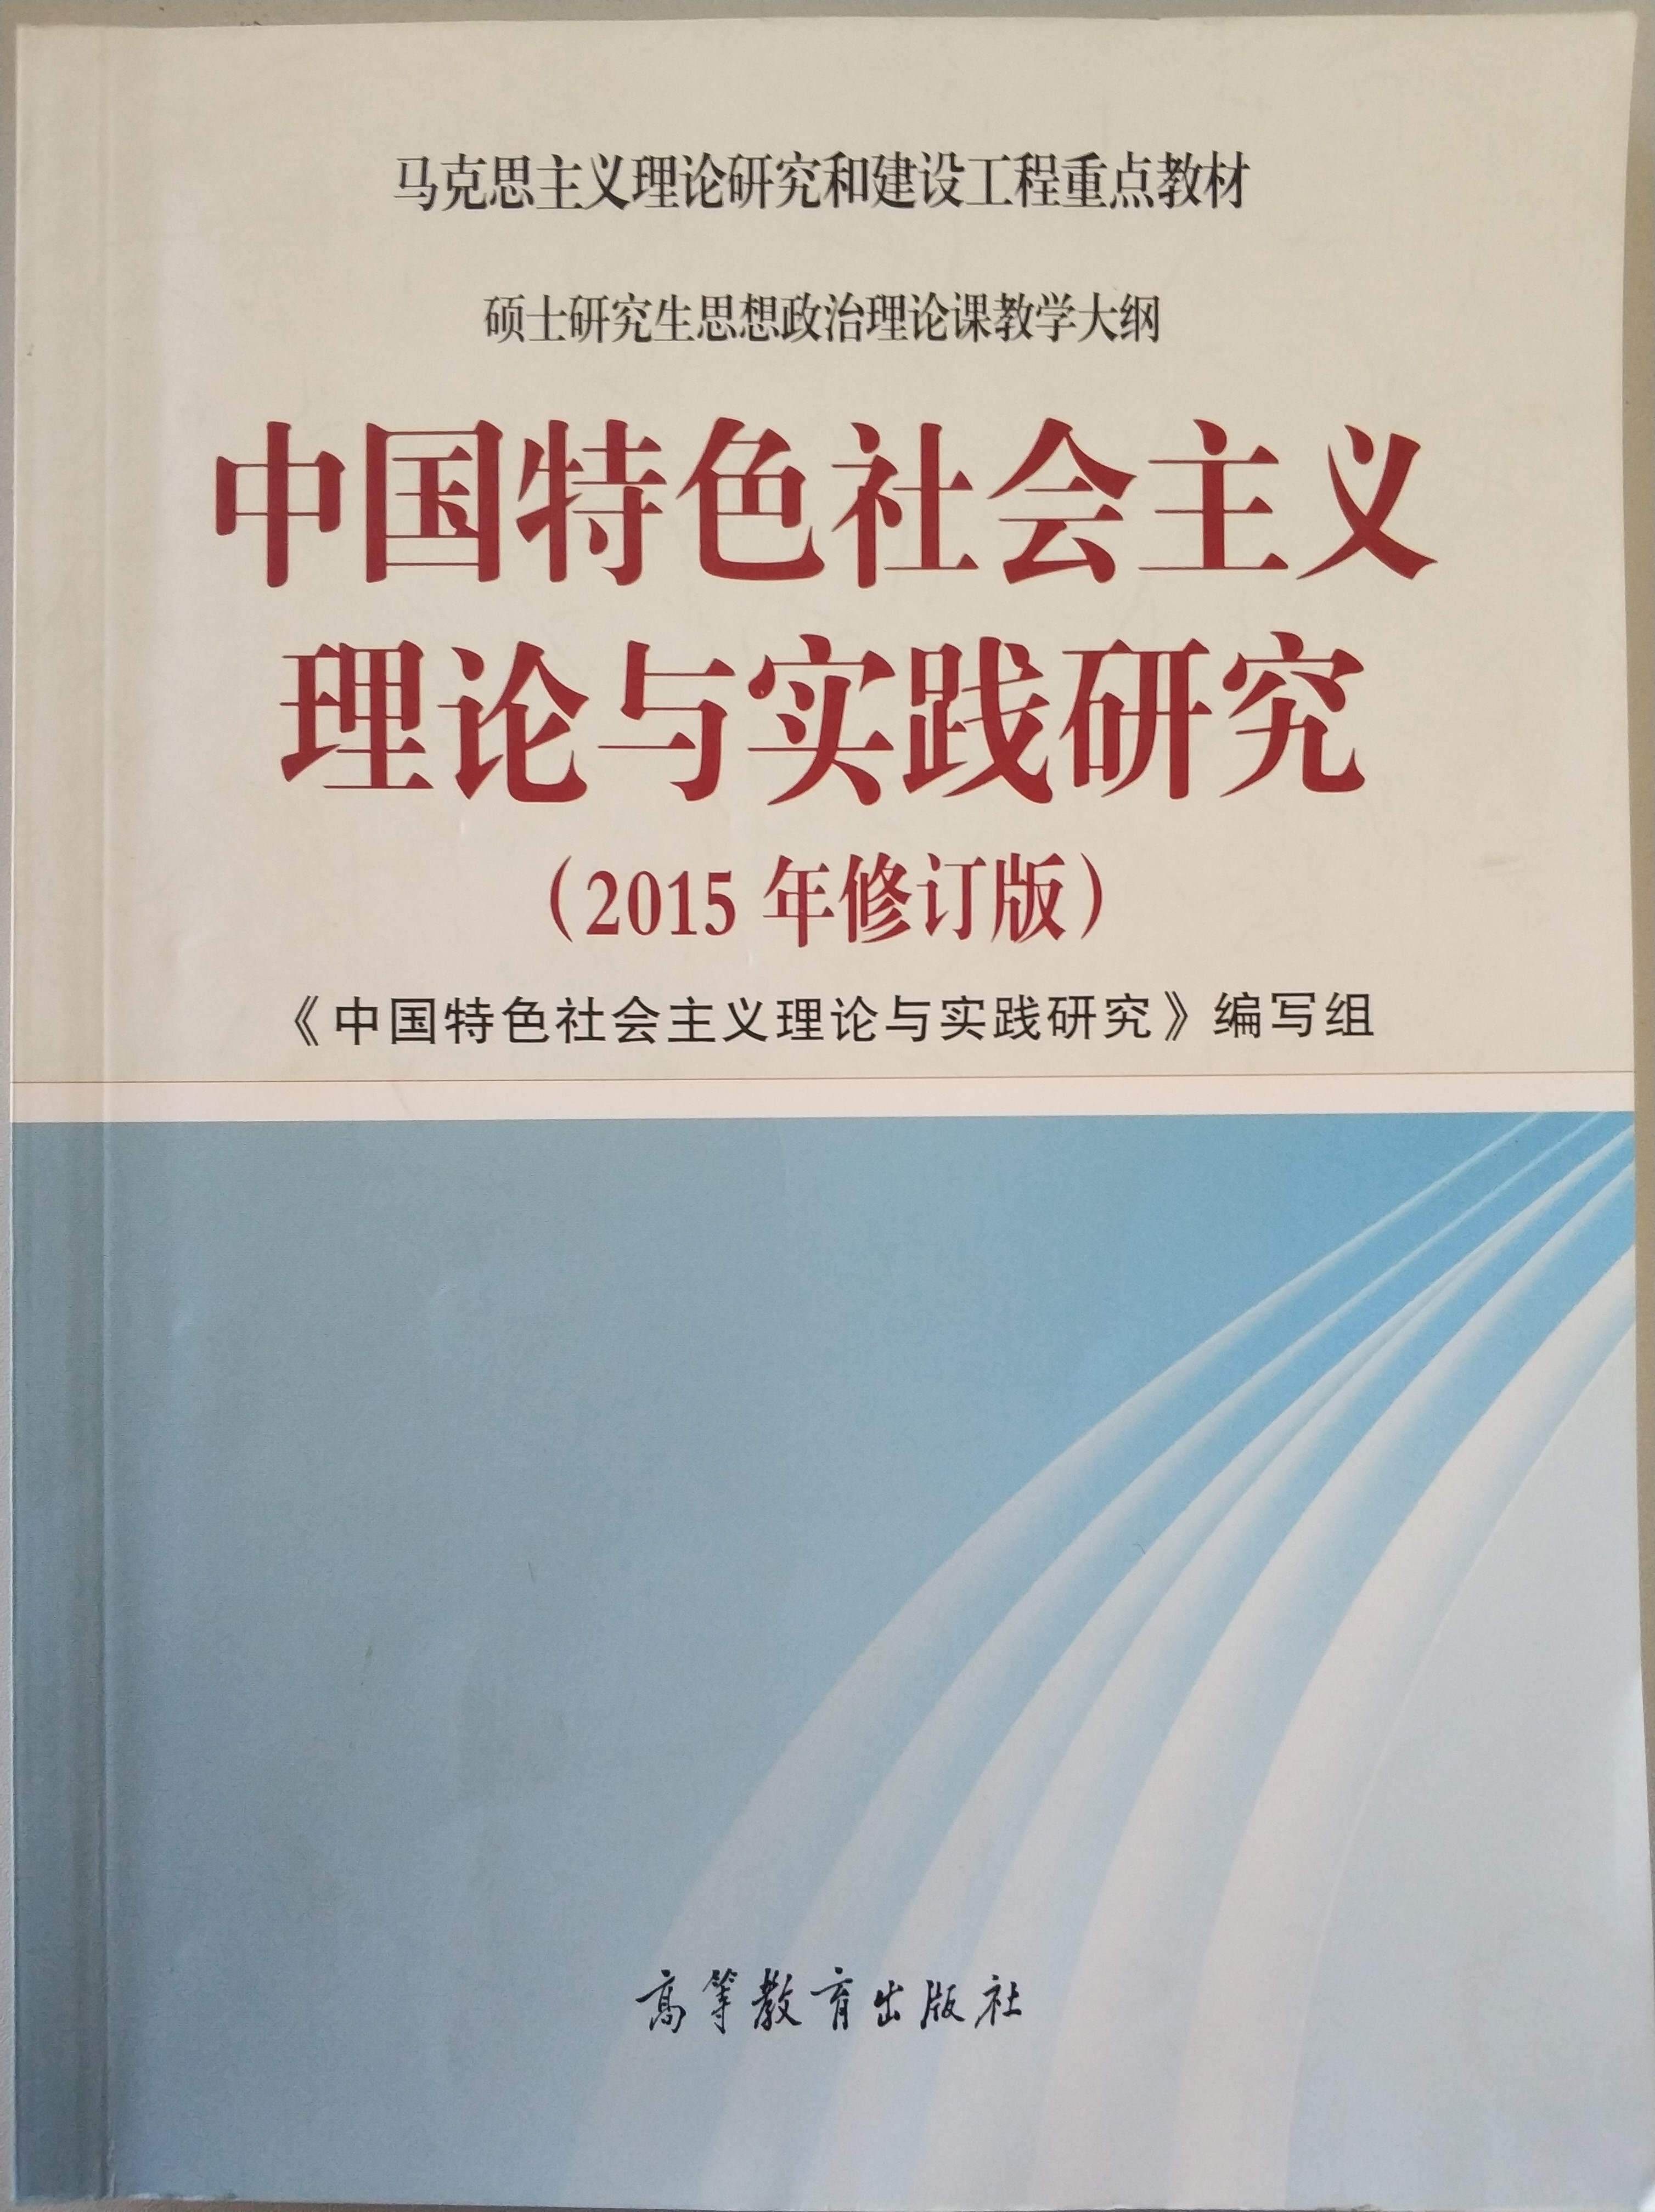 马克思主义理论研究和建设工程重点教材
硕士研究生思想政治理论课教学大纲
中国特色社会主义
理论与实践研究
（2015 年修订版）
《中国特色社会主义理论与实践研究》编写组
高等教育出版社